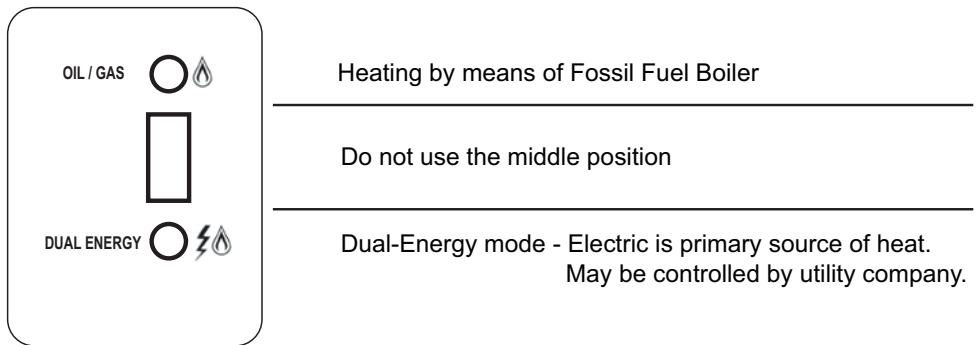 OIL / GAS
Heating by means of Fossil Fuel Boiler
Do not use the middle position
DUAL ENERGY
Dual-Energy mode - Electric is primary source of heat.
May be controlled by utility company.